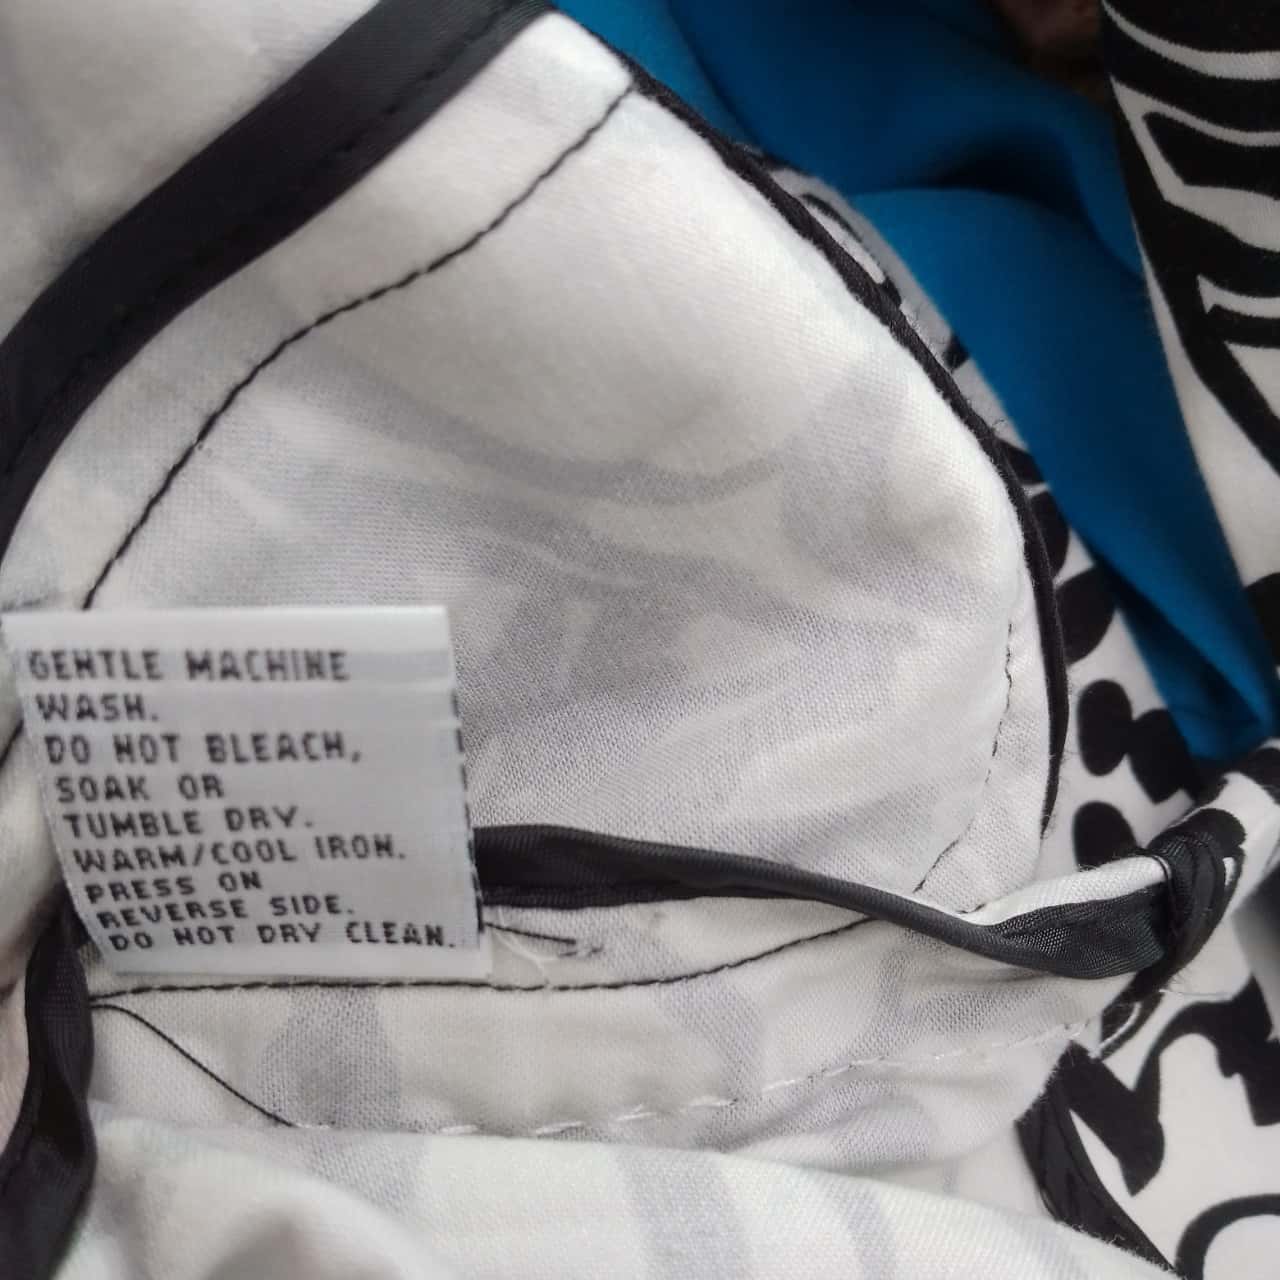 GENTLE MACHINE
WASH.
DO NOT BLEACH,
SOAK OR
TUMBLE DRY.
WARM/COOL IRON.
PRESS ON
REVERSE SIDE.
DO NOT DRY CLEAN.